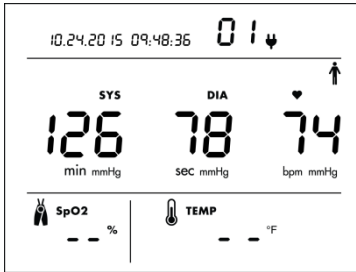 10.24.2015 09:48:36 01
SYS DIA
126 78 74
min mmHg sec mmHg bpm mmHg
SpO2 TEMP
-- % -- °F